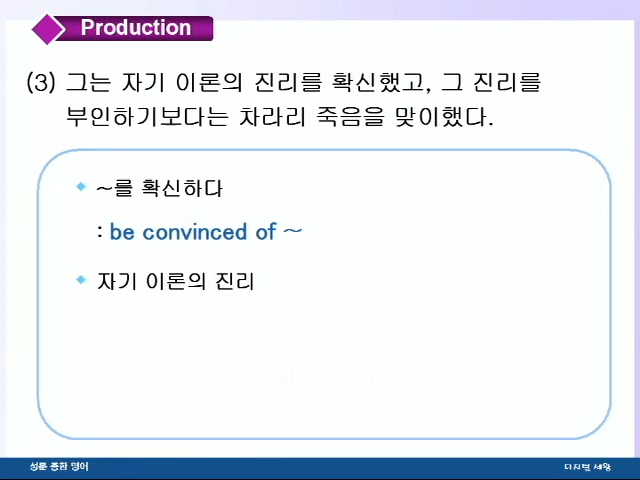 Production
(3) 그는 자기 이론의 진리를 확신했고, 그 진리를
부인하기보다는 차라리 죽음을 맞이했다.
~를 확신하다
: be convinced of ~
자기 이론의 진리
성문 종합 영어
디지털 세왕